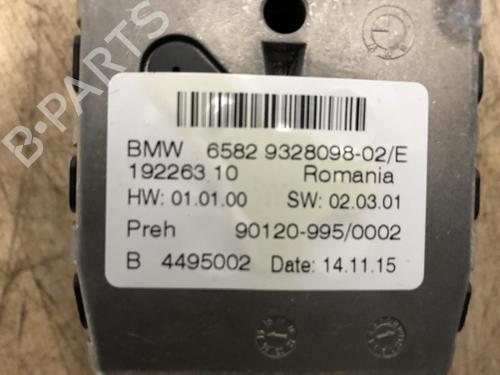 B-PARTS
BMW 6582 9328098-02/E
192263.10 Romania
HW: 01.01.00 SW: 02.03.01
Preh 90120-995/0002
B 4495002 Date: 14.11.15